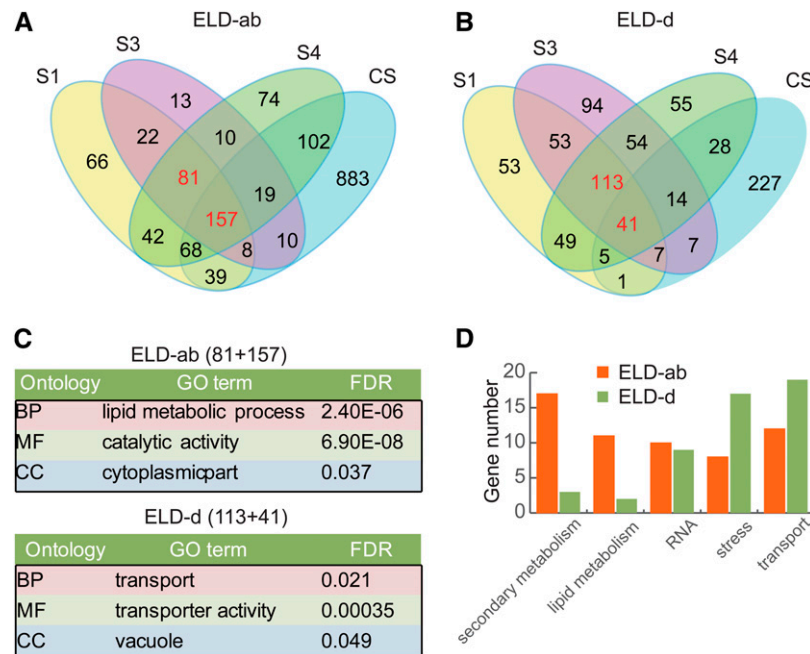 A ELD-ab
S1 S3 S4 CS
13 74
22 10 102
66 81 19 883
157
42 68 8 10
39
B ELD-d
S1 S3 S4 CS
94 55
53 54 28
53 113 14 227
41
49 5 7 7
1
C
ELD-ab (81+157)
Ontology GO term FDR
BP lipid metabolic process 2.40E-06
MF catalytic activity 6.90E-08
CC cytoplasmicpart 0.037
ELD-d (113+41)
Ontology GO term FDR
BP transport 0.021
MF transporter activity 0.00035
CC vacuole 0.049
D
ELD-ab
ELD-d
Gene number
20
15
10
5
0
secondary metabolism
lipid metabolism
RNA
stress
transport